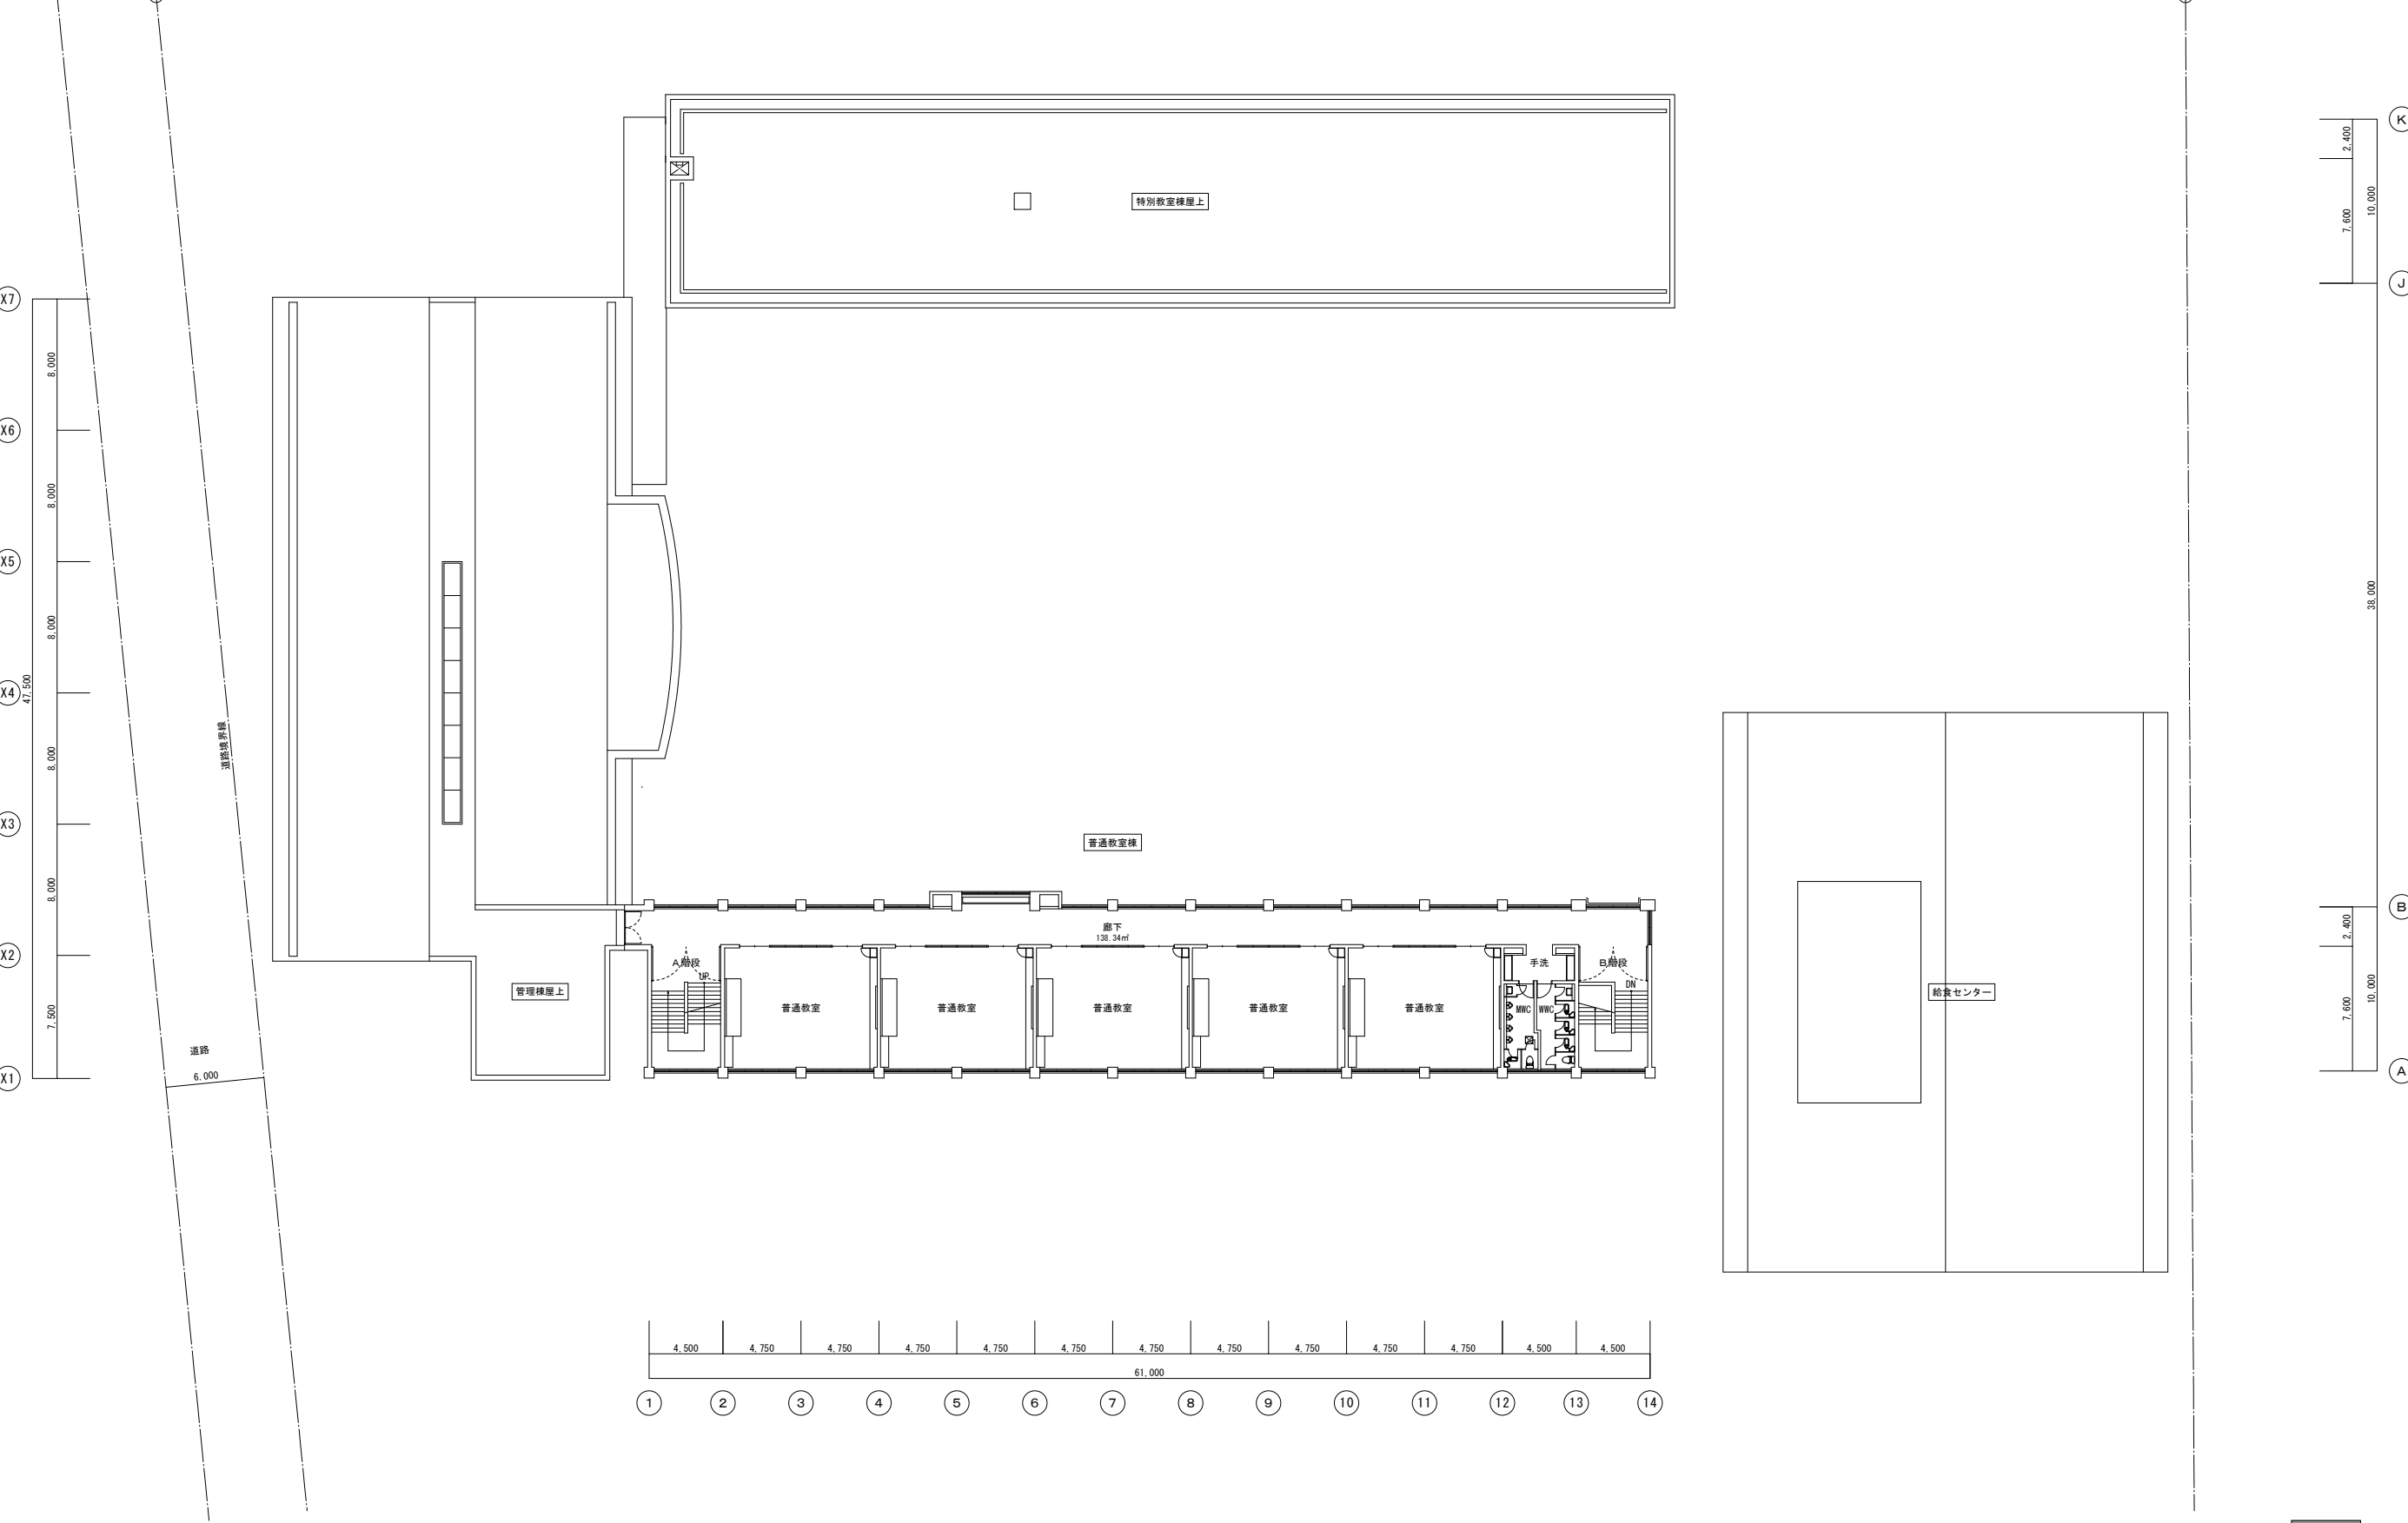 K
2,400
10,000
7,600
特別教室棟屋上
J
X7
8,000
X6
8,000
X5
8,000
38,000
X4
47,500
道路境界線
8,000
X3
普通教室棟
8,000
B
廊下
138.34㎡
2,400
X2
A階段
UP
手洗
B階段
DN
管理棟屋上
給食センター
10,000
普通教室
普通教室
普通教室
普通教室
普通教室
MWC
WWC
7,500
7,600
道路
6,000
X1
A
4,500
4,750
4,750
4,750
4,750
4,750
4,750
4,750
4,750
4,750
4,750
4,500
4,500
61,000
1
2
3
4
5
6
7
8
9
10
11
12
13
14